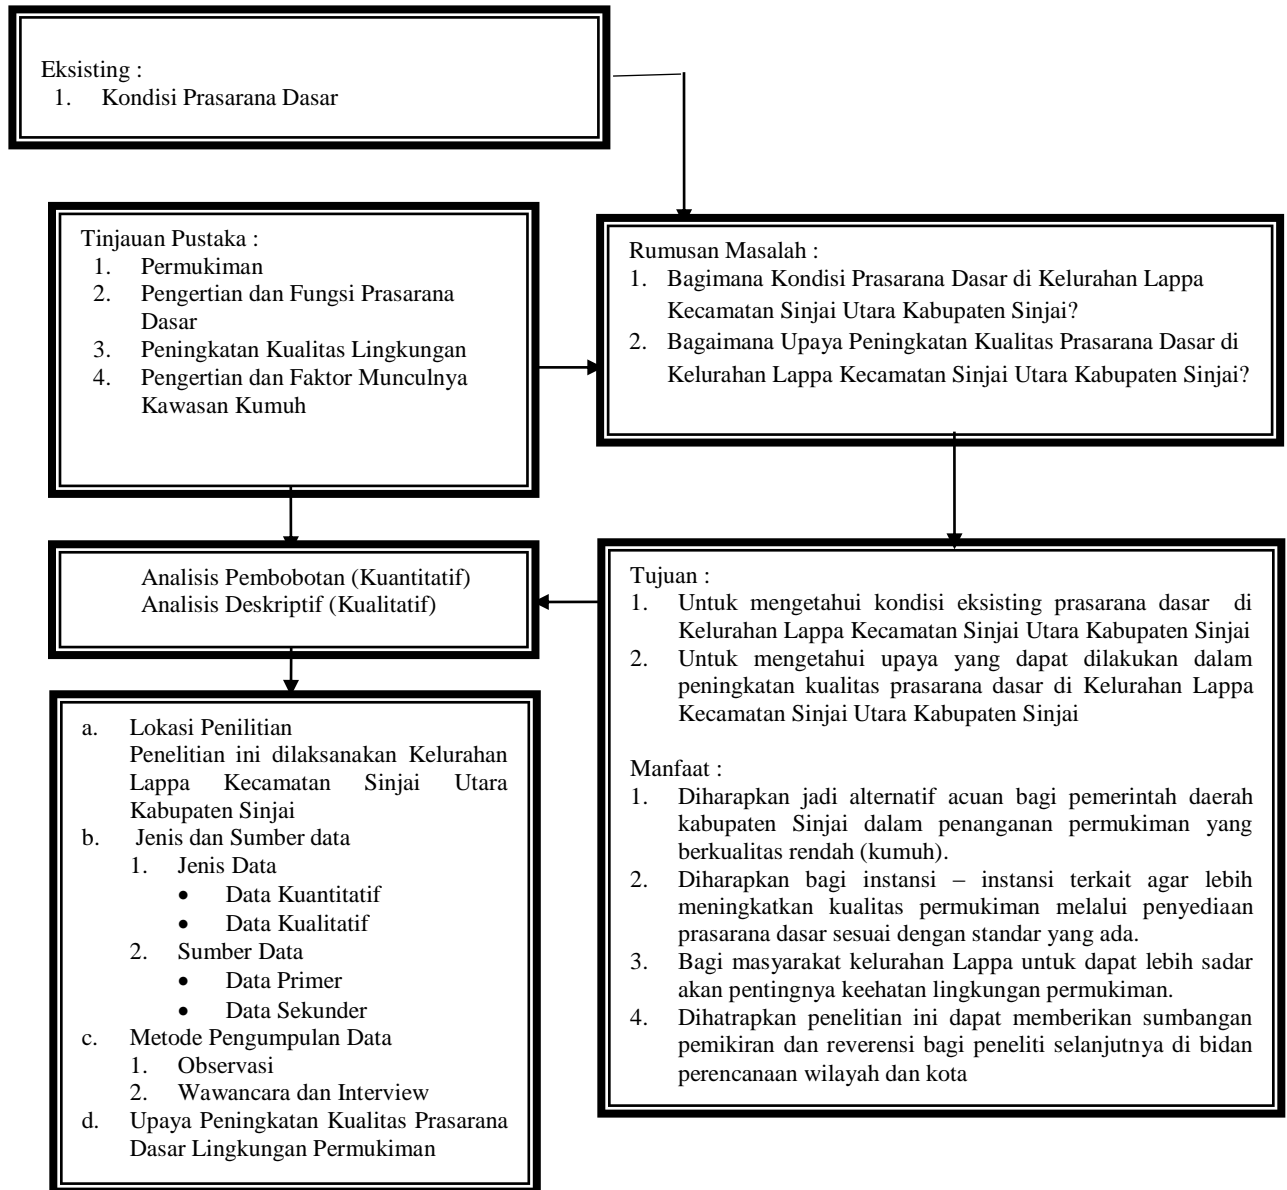 Eksisting :
1. Kondisi Prasarana Dasar
Tinjauan Pustaka :
1. Permukiman
2. Pengertian dan Fungsi Prasarana
Dasar
3. Peningkatan Kualitas Lingkungan
4. Pengertian dan Faktor Munculnya
Kawasan Kumuh
Rumusan Masalah :
1. Bagimana Kondisi Prasarana Dasar di Kelurahan Lappa
Kecamatan Sinjai Utara Kabupaten Sinjai?
2. Bagaimana Upaya Peningkatan Kualitas Prasarana Dasar di
Kelurahan Lappa Kecamatan Sinjai Utara Kabupaten Sinjai?
Analisis Pembobotan (Kuantitatif)
Analisis Deskriptif (Kualitatif)
Tujuan :
1. Untuk mengetahui kondisi eksisting prasarana dasar di
Kelurahan Lappa Kecamatan Sinjai Utara Kabupaten Sinjai
2. Untuk mengetahui upaya yang dapat dilakukan dalam
peningkatan kualitas prasarana dasar di Kelurahan Lappa
Kecamatan Sinjai Utara Kabupaten Sinjai
Manfaat :
1. Diharapkan jadi alternatif acuan bagi pemerintah daerah
kabupaten Sinjai dalam penanganan permukiman yang
berkualitas rendah (kumuh).
2. Diharapkan bagi instansi – instansi terkait agar lebih
meningkatkan kualitas permukiman melalui penyediaan
prasarana dasar sesuai dengan standar yang ada.
3. Bagi masyarakat kelurahan Lappa untuk dapat lebih sadar
akan pentingnya keehatan lingkungan permukiman.
4. Dihatrapkan penelitian ini dapat memberikan sumbangan
pemikiran dan reverensi bagi peneliti selanjutnya di bidan
perencanaan wilayah dan kota
a. Lokasi Penilitian
Penelitian ini dilaksanakan Kelurahan
Lappa Kecamatan Sinjai Utara
Kabupaten Sinjai
b. Jenis dan Sumber data
1. Jenis Data
• Data Kuantitatif
• Data Kualitatif
2. Sumber Data
• Data Primer
• Data Sekunder
c. Metode Pengumpulan Data
1. Observasi
2. Wawancara dan Interview
d. Upaya Peningkatan Kualitas Prasarana
Dasar Lingkungan Permukiman